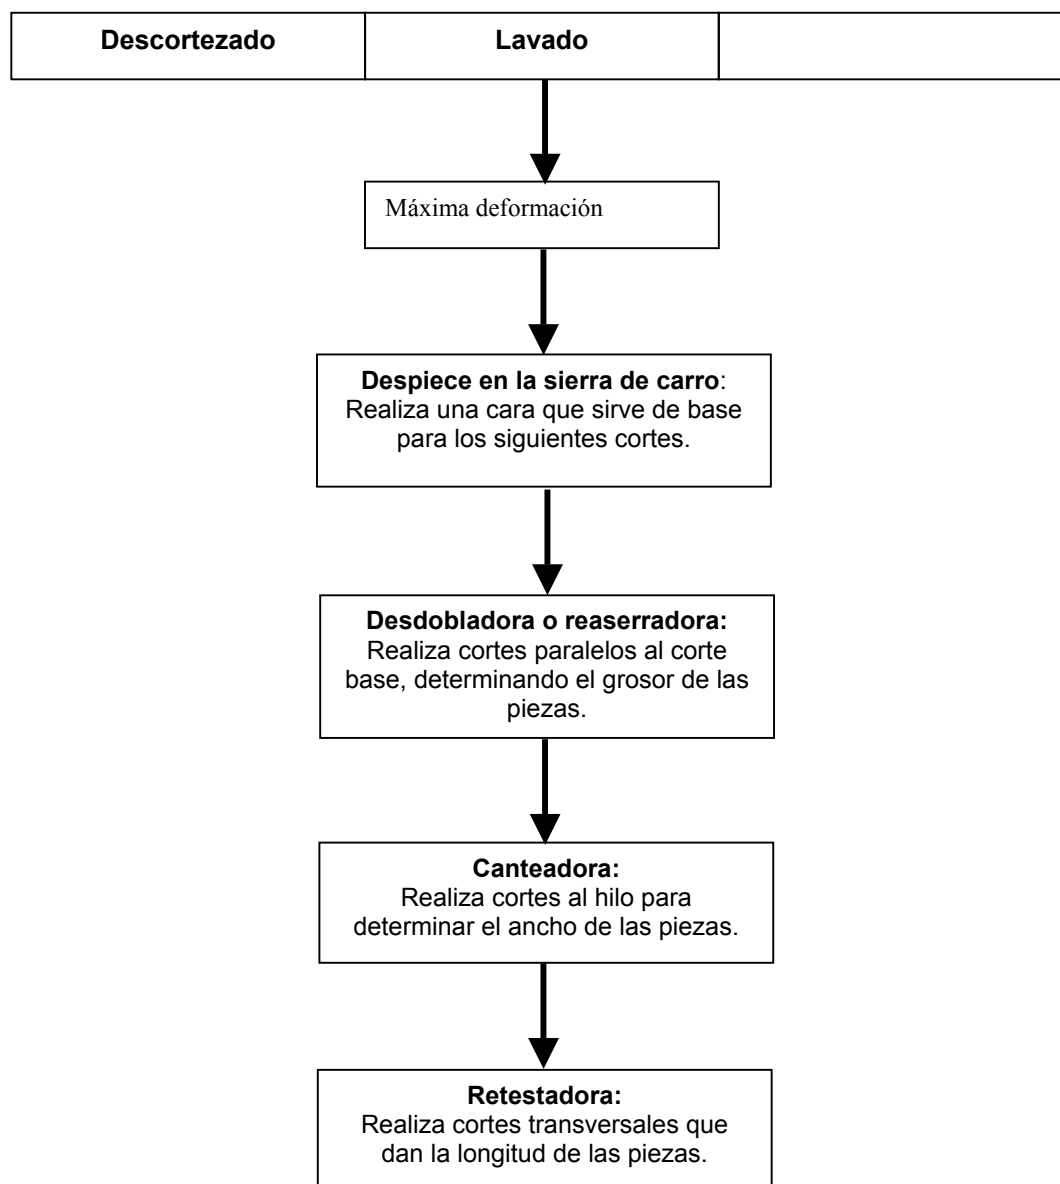 Descortezado
Lavado
Máxima deformación
Despiece en la sierra de carro:
Realiza una cara que sirve de base
para los siguientes cortes.
Desdobladora o reaserradora:
Realiza cortes paralelos al corte
base, determinando el grosor de las
piezas.
Canteadora:
Realiza cortes al hilo para
determinar el ancho de las piezas.
Retestadora:
Realiza cortes transversales que
dan la longitud de las piezas.